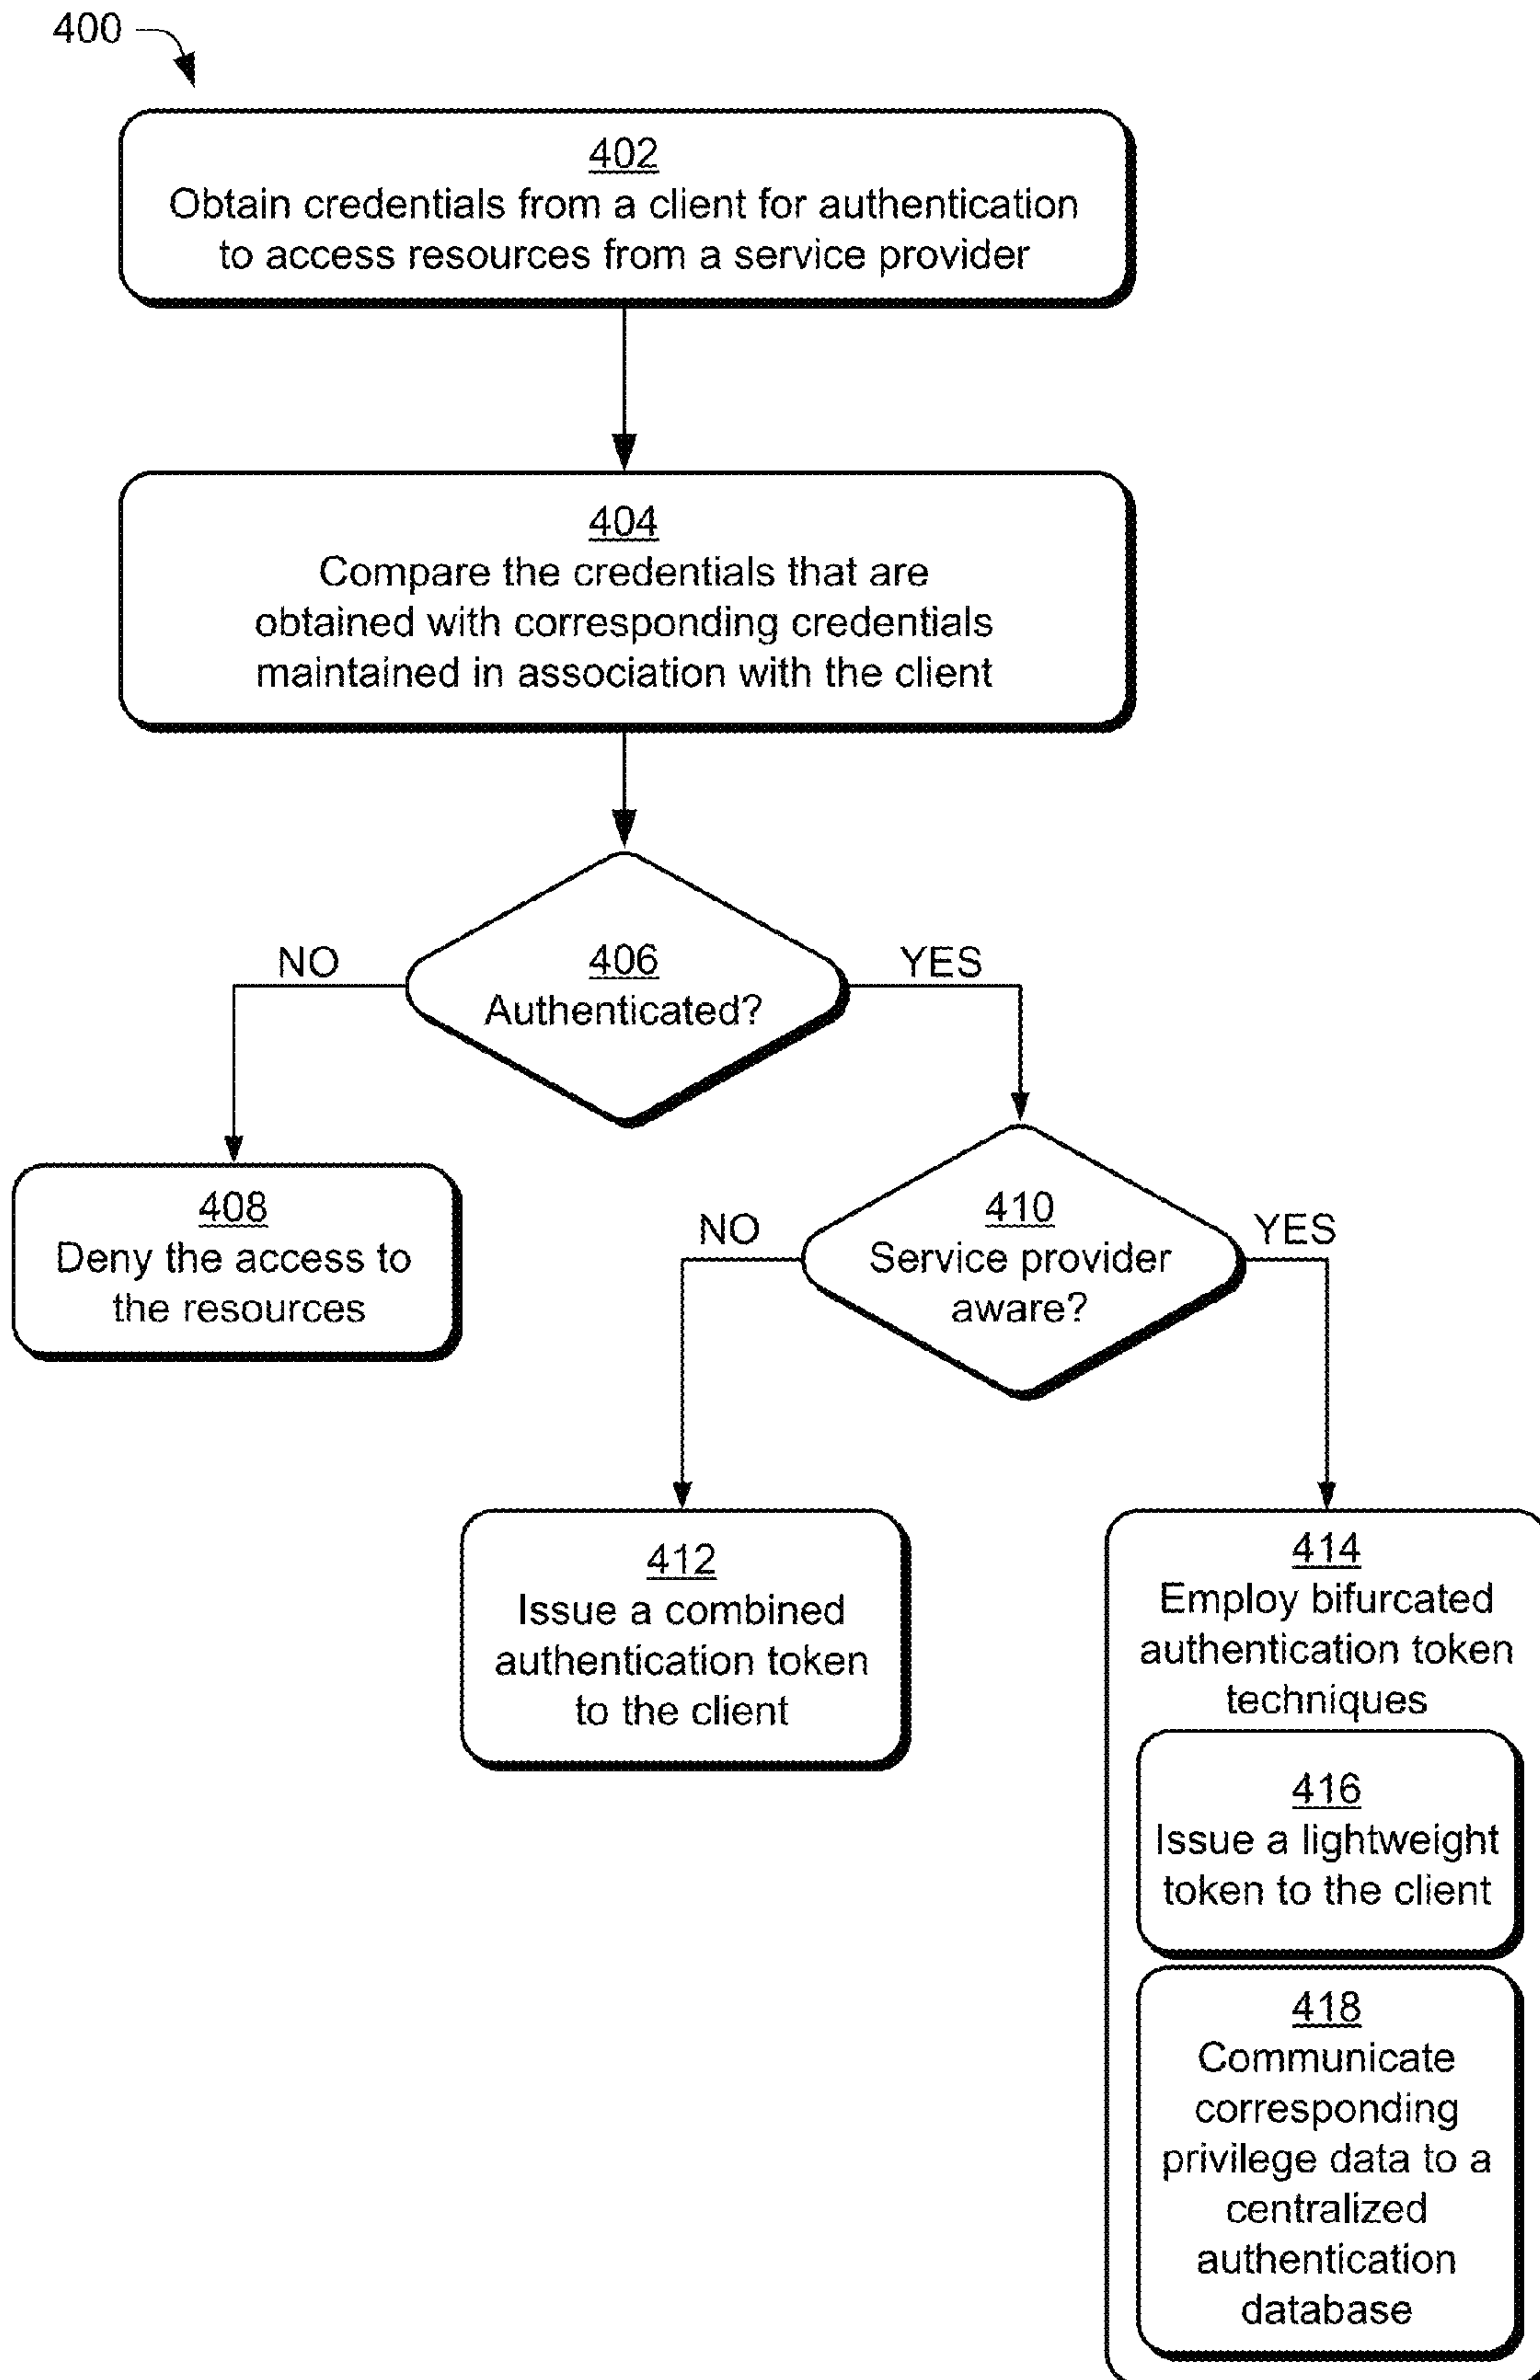 400
402
Obtain credentials from a client for authentication
to access resources from a service provider
404
Compare the credentials that are
obtained with corresponding credentials
maintained in association with the client
406
Authenticated?
NO
YES
408
Deny the access to
the resources
410
Service provider
aware?
NO
YES
412
Issue a combined
authentication token
to the client
414
Employ bifurcated
authentication token
techniques
416
Issue a lightweight
token to the client
418
Communicate
corresponding
privilege data to a
centralized
authentication
database